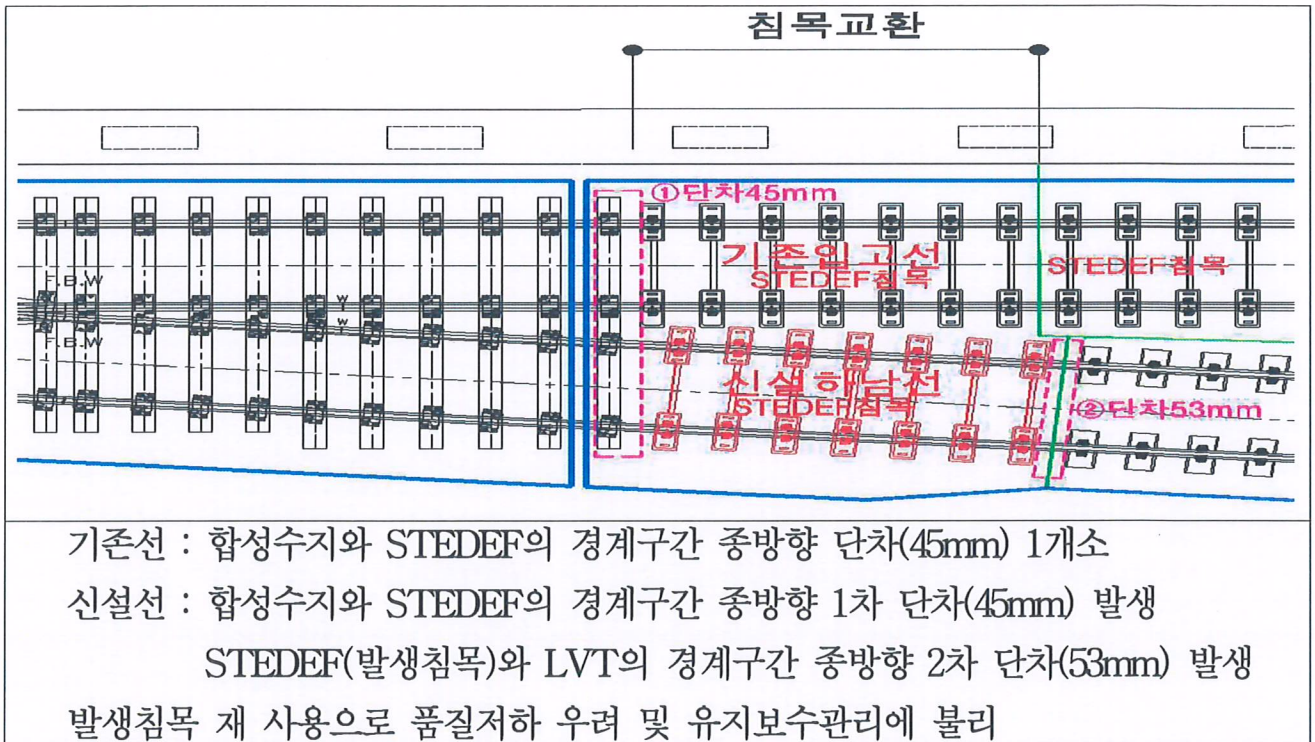 침목교환
①단차45mm
기존입고선
STEDEF침목
STEDEF침목
F.B.W
W
W
F.B.W
신설하남선
STEDEF침목
②단차53mm
기존선 : 합성수지와 STEDEF의 경계구간 종방향 단차(45mm) 1개소
신설선 : 합성수지와 STEDEF의 경계구간 종방향 1차 단차(45mm) 발생
STEDEF(발생침목)와 LVT의 경계구간 종방향 2차 단차(53mm) 발생
발생침목 재 사용으로 품질저하 우려 및 유지보수관리에 불리